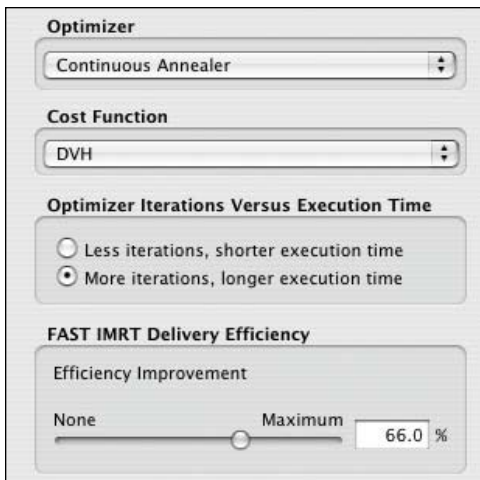 Optimizer
Continuous Annealer
Cost Function
DVH
Optimizer Iterations Versus Execution Time
Less iterations, shorter execution time
More iterations, longer execution time
FAST IMRT Delivery Efficiency
Efficiency Improvement
None Maximum 66.0 %